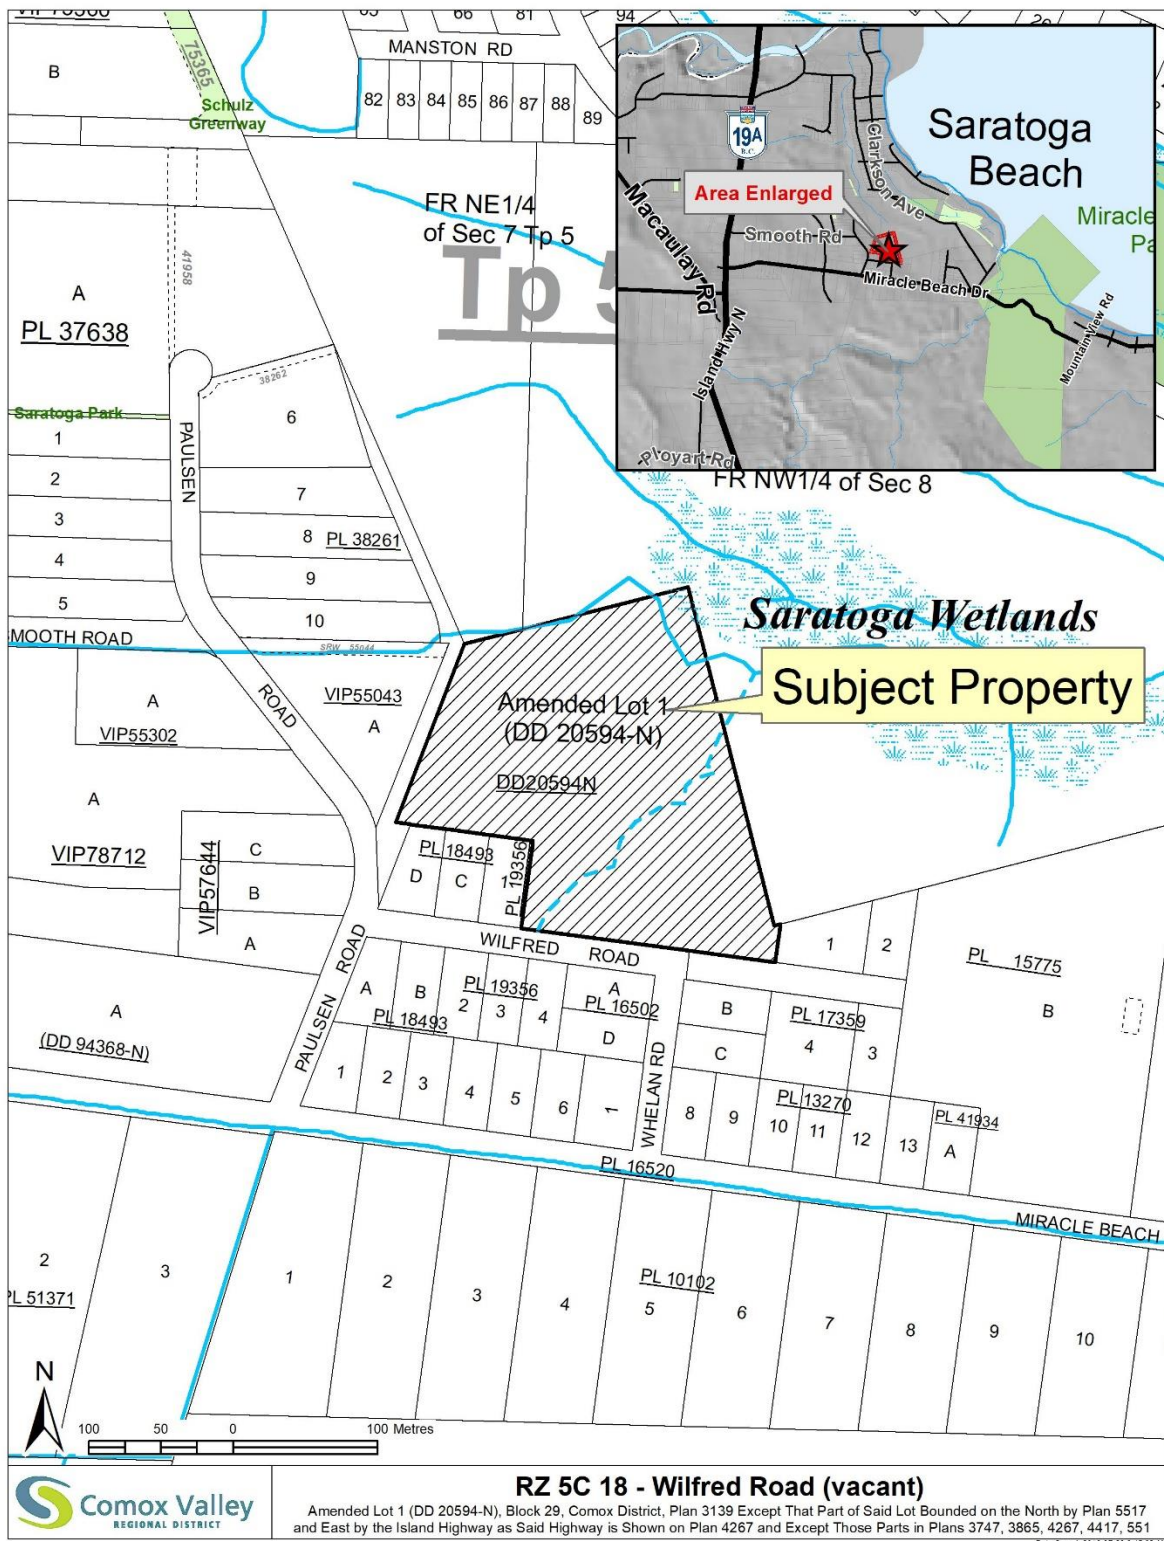 VIP75566
75365
B
Schulz
Greenway
MANSTON RD
66
81
94
82 83 84 85 86 87 88 89
FR NE1/4
of Sec 7 Tp 5
Tp 5
41958
A
PL 37638
38262
Saratoga Park
1
2
3
4
5
PAULSEN
6
7
8 PL 38261
9
10
SMOOTH ROAD
SRW 55044
19A
B.C.
Saratoga
Beach
Clarkson Ave
Area Enlarged
Macaulay Rd
Smooth Rd
Miracle
Pa
Miracle Beach Dr
Island Hwy N
Mountain View Rd
Ployart Rd
FR NW1/4 of Sec 8
Saratoga Wetlands
Subject Property
Amended Lot 1
(DD 20594-N)
DD20594N
ROAD
VIP55043
A
A
VIP55302
A
VIP78712
VIP57644
C
B
A
PL 18493
D C 1
PL 19356
WILFRED ROAD
PAULSEN ROAD
A
(DD 94368-N)
A B
PL 18493
PL 19356
2 3 4
A
PL 16502
D
WHELAN RD
1 2
PL 15775
B
B
C
PL 17359
4 3
1 2 3 4 5 6 1
8 9 10 11 12 13
PL 13270
PL 41934
A
PL 16520
MIRACLE BEACH
2
PL 51371
3
1 2 3 4 5 6 7 8 9 10
PL 10102
N
100 50 0 100 Metres
Comox Valley
REGIONAL DISTRICT
RZ 5C 18 - Wilfred Road (vacant)
Amended Lot 1 (DD 20594-N), Block 29, Comox District, Plan 3139 Except That Part of Said Lot Bounded on the North by Plan 5517
and East by the Island Highway as Said Highway is Shown on Plan 4267 and Except Those Parts in Plans 3747, 3865, 4267, 4417, 551